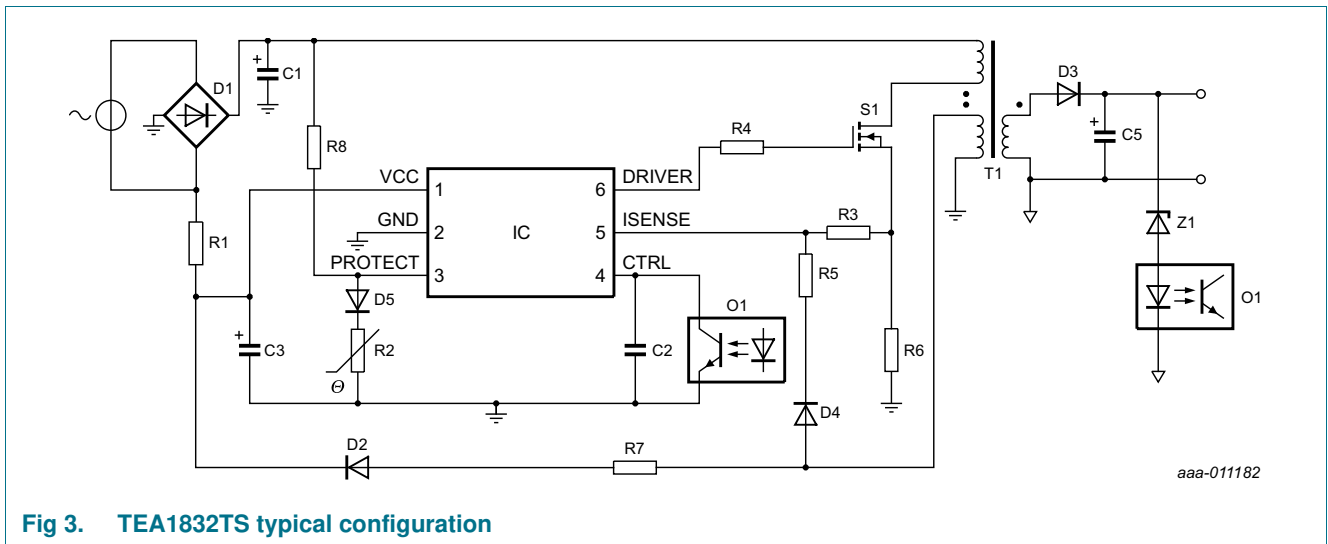 D1
+
C1
R8
R4
S1
D3
+
C5
T1
VCC
1
6
DRIVER
GND
2
IC
5
ISENSE
R3
PROTECT
3
4
CTRL
R1
D5
R5
Z1
O1
O1
+
C3
R2
Θ
C2
R6
D4
D2
R7
aaa-011182
Fig 3. TEA1832TS typical configuration